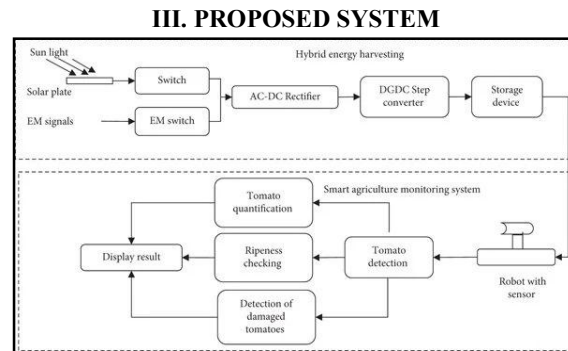 III. PROPOSED SYSTEM
Sun light
Hybrid energy harvesting
Solar plate
Switch
AC-DC Rectifier
DGDC Step
converter
Storage
device
EM signals
EM switch
Smart agriculture monitoring system
Tomato
quantification
Display result
Ripeness
checking
Tomato
detection
Robot with
sensor
Detection of
damaged
tomatoes